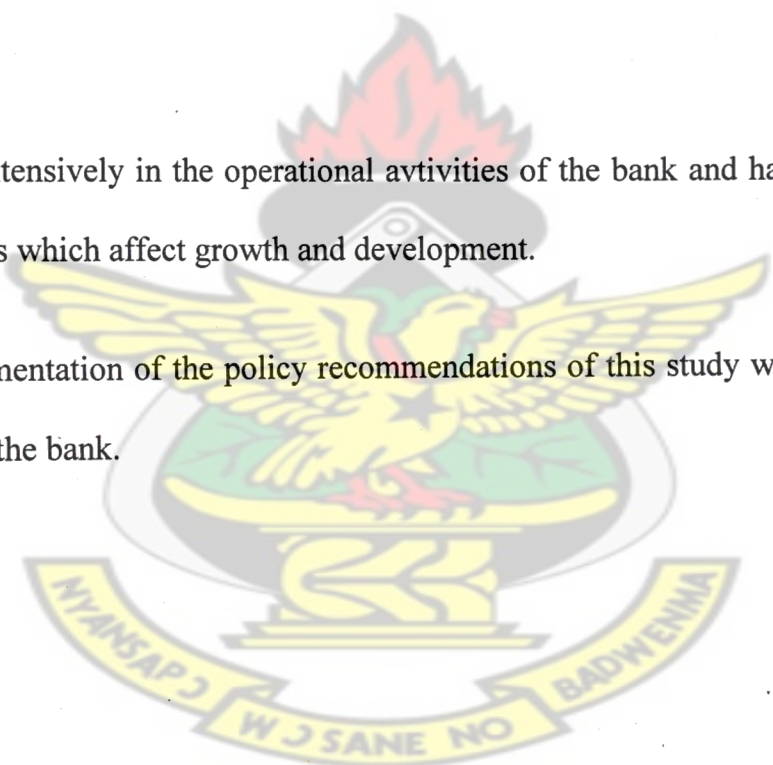 tensively in the operational avtivities of the bank and ha
s which affect growth and development.
mentation of the policy recommendations of this study w
the bank.
NYANSAPƆ
WƆSANE NO
BADWENMA